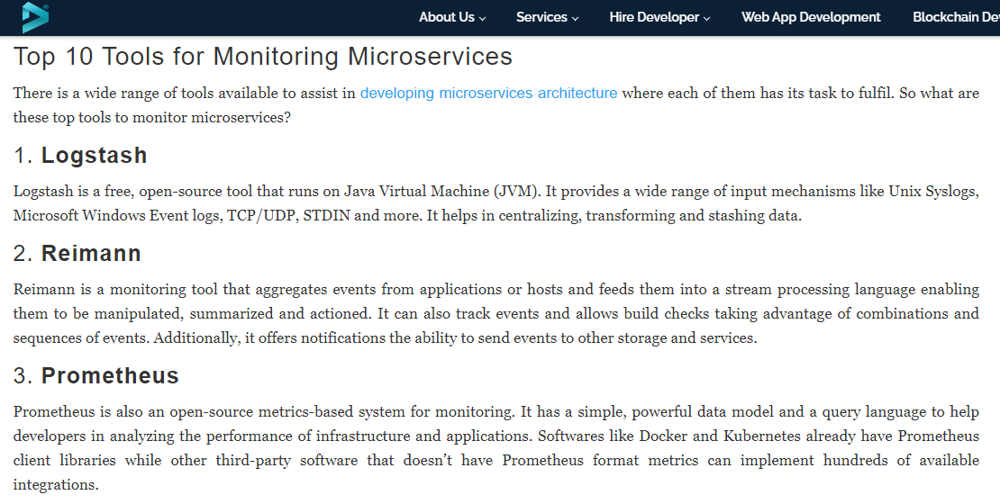 About Us Services Hire Developer Web App Development Blockchain De
Top 10 Tools for Monitoring Microservices
There is a wide range of tools available to assist in developing microservices architecture where each of them has its task to fulfil. So what are
these top tools to monitor microservices?
1. Logstash
Logstash is a free, open-source tool that runs on Java Virtual Machine (JVM). It provides a wide range of input mechanisms like Unix Syslogs,
Microsoft Windows Event logs, TCP/UDP, STDIN and more. It helps in centralizing, transforming and stashing data.
2. Reimann
Reimann is a monitoring tool that aggregates events from applications or hosts and feeds them into a stream processing language enabling
them to be manipulated, summarized and actioned. It can also track events and allows build checks taking advantage of combinations and
sequences of events. Additionally, it offers notifications the ability to send events to other storage and services.
3. Prometheus
Prometheus is also an open-source metrics-based system for monitoring. It has a simple, powerful data model and a query language to help
developers in analyzing the performance of infrastructure and applications. Softwares like Docker and Kubernetes already have Prometheus
client libraries while other third-party software that doesn’t have Prometheus format metrics can implement hundreds of available
integrations.